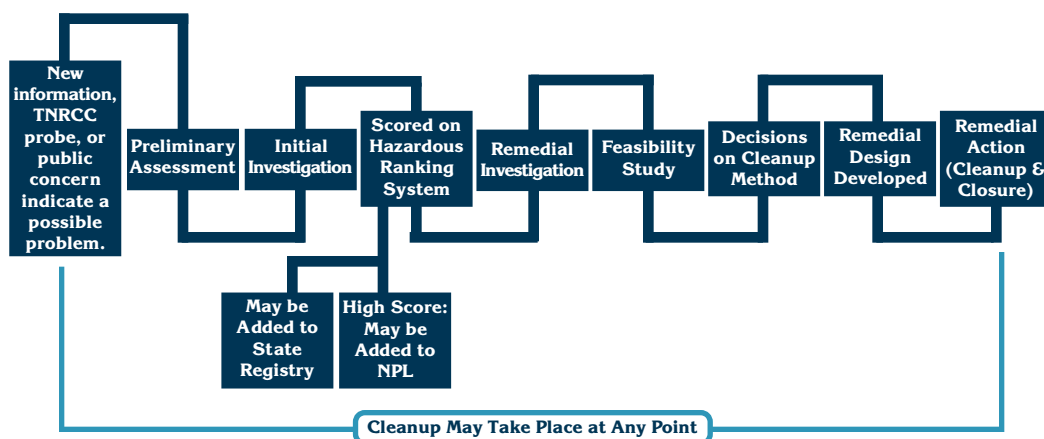 New
information,
TNRCC
probe, or
public
concern
indicate a
possible
problem.
Preliminary
Assessment
Initial
Investigation
Scored on
Hazardous
Ranking
System
Remedial
Investigation
Feasibility
Study
Decisions
on Cleanup
Method
Remedial
Design
Developed
Remedial
Action
(Cleanup &
Closure)
May be
Added to
State
Registry
High Score:
May be
Added to
NPL
Cleanup May Take Place at Any Point